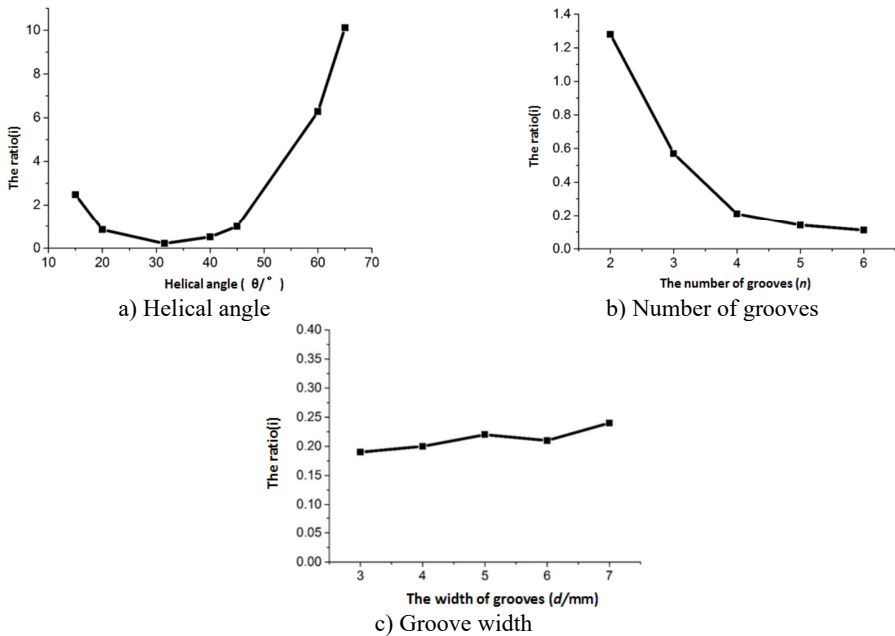 The ratio(i)
10
8
6
4
2
0
10 20 30 40 50 60 70
Helical angle ( θ/° )
a) Helical angle
The ratio(i)
1.4
1.2
1.0
0.8
0.6
0.4
0.2
0.0
2 3 4 5 6
The number of grooves (n)
b) Number of grooves
The ratio(i)
0.40
0.35
0.30
0.25
0.20
0.15
0.10
0.05
0.00
3 4 5 6 7
The width of grooves (d/mm)
c) Groove width